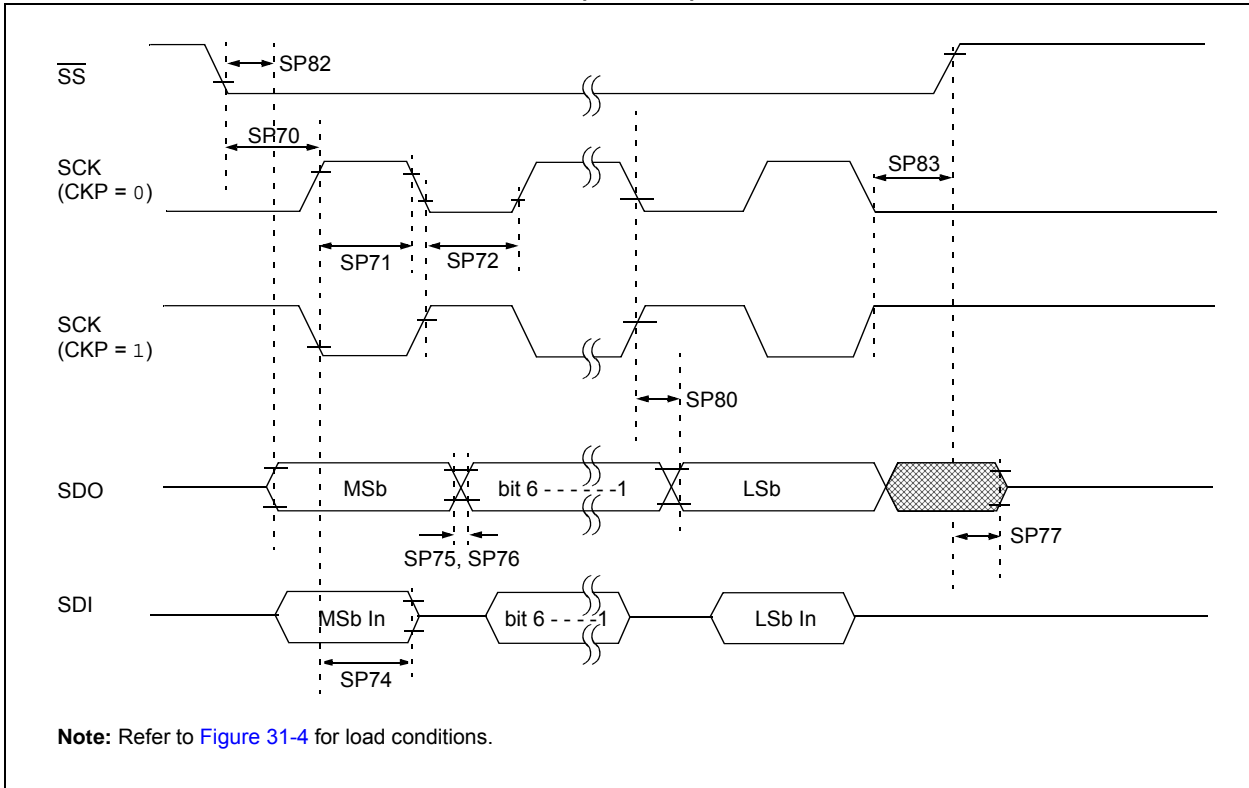 SS
SP82
SP70
SCK
(CKP = 0)
SP83
SP71
SP72
SCK
(CKP = 1)
SP80
SDO
MSb
bit 6 - - - - - -1
LSb
SP77
SP75, SP76
SDI
MSb In
bit 6 - - - -1
LSb In
SP74
Note: Refer to Figure 31-4 for load conditions.